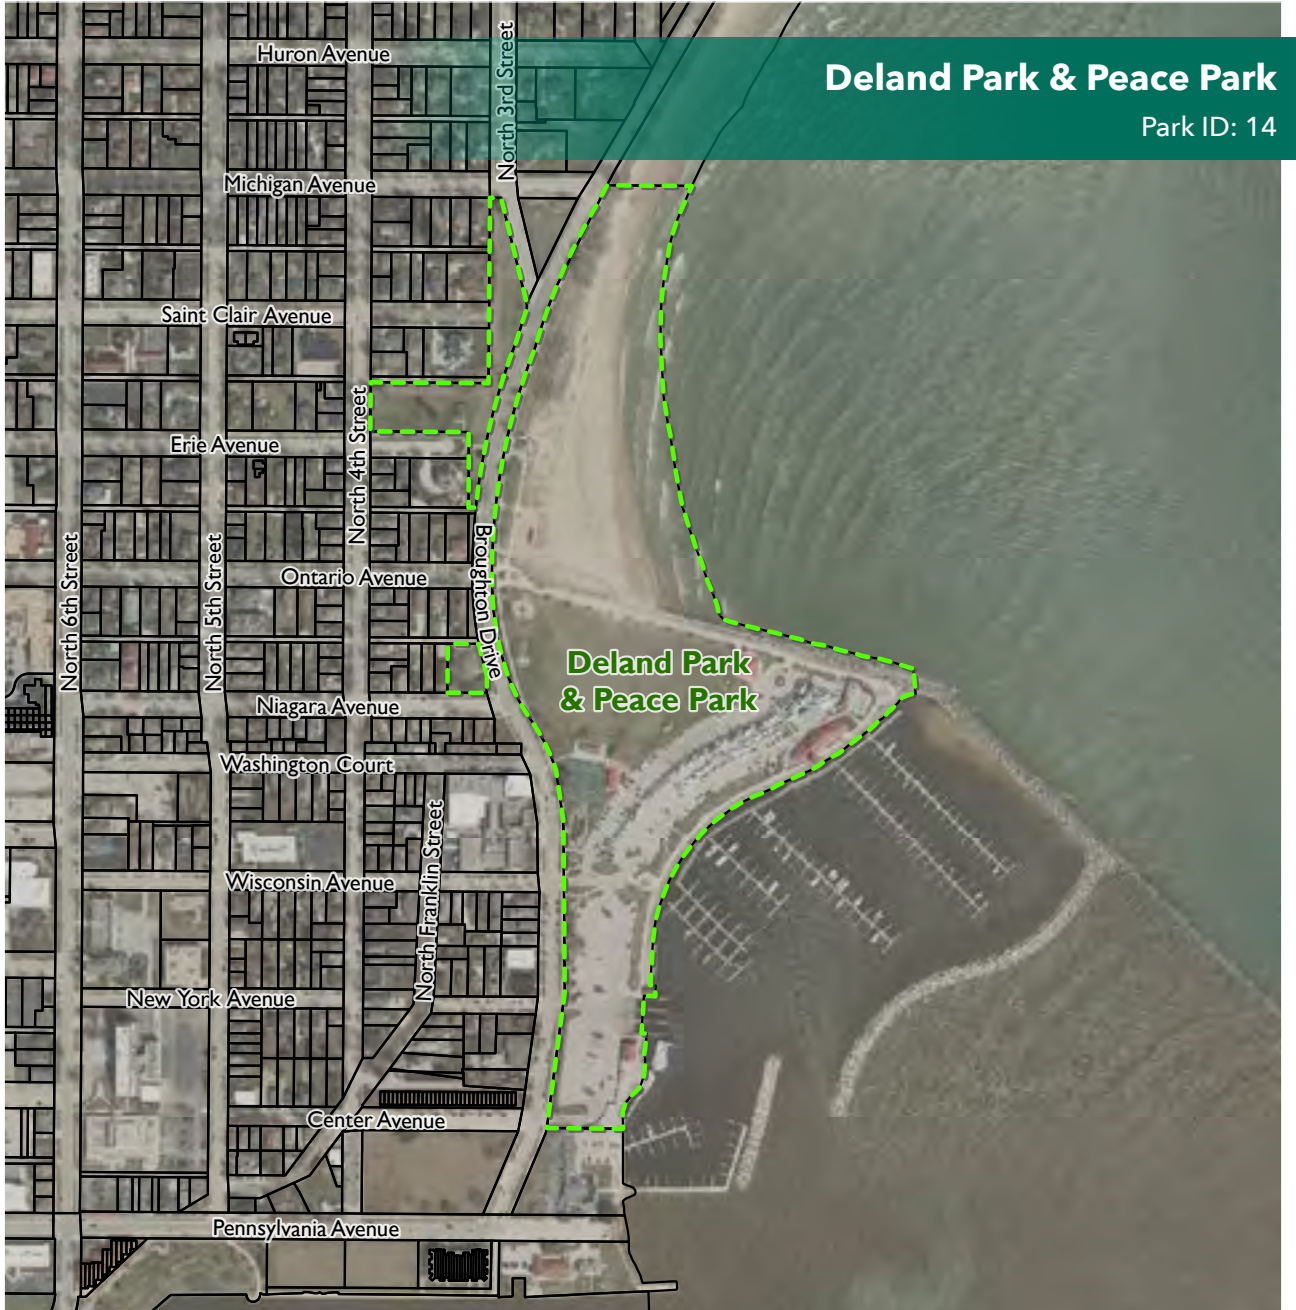 Deland Park & Peace Park
Park ID: 14
Huron Avenue
North 3rd Street
Michigan Avenue
Saint Clair Avenue
North 4th Street
Erie Avenue
North 6th Street
North 5th Street
Ontario Avenue
Broughton Drive
Deland Park
& Peace Park
Niagara Avenue
Washington Court
North Franklin Street
Wisconsin Avenue
New York Avenue
Center Avenue
Pennsylvania Avenue